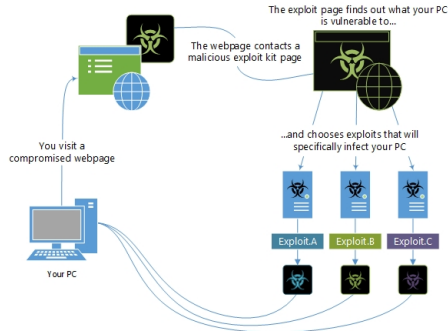 The exploit page finds out what your PC
is vulnerable to...
The webpage contacts a
malicious exploit kit page
You visit a
compromised webpage
...and chooses exploits that will
specifically infect your PC
Your PC
Exploit.A
Exploit.B
Exploit.C